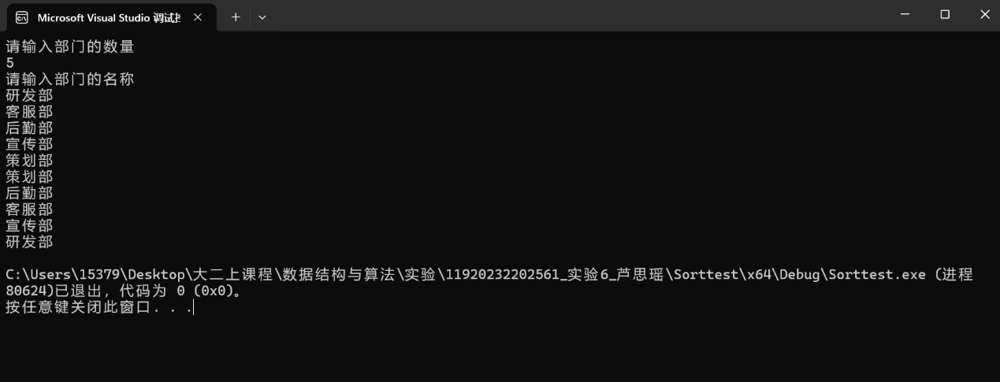 Microsoft Visual Studio 调试
请输入部门的数量
5
请输入部门的名称
研发部
客服部
后勤部
宣传部
策划部
策划部
后勤部
客服部
宣传部
研发部
C:\Users\15379\Desktop\大二上课程\数据结构与算法\实验\11920232202561_实验6_芦思瑶\Sorttest\x64\Debug\Sorttest.exe (进程
80624)已退出，代码为 0 (0x0)。
按任意键关闭此窗口. . .